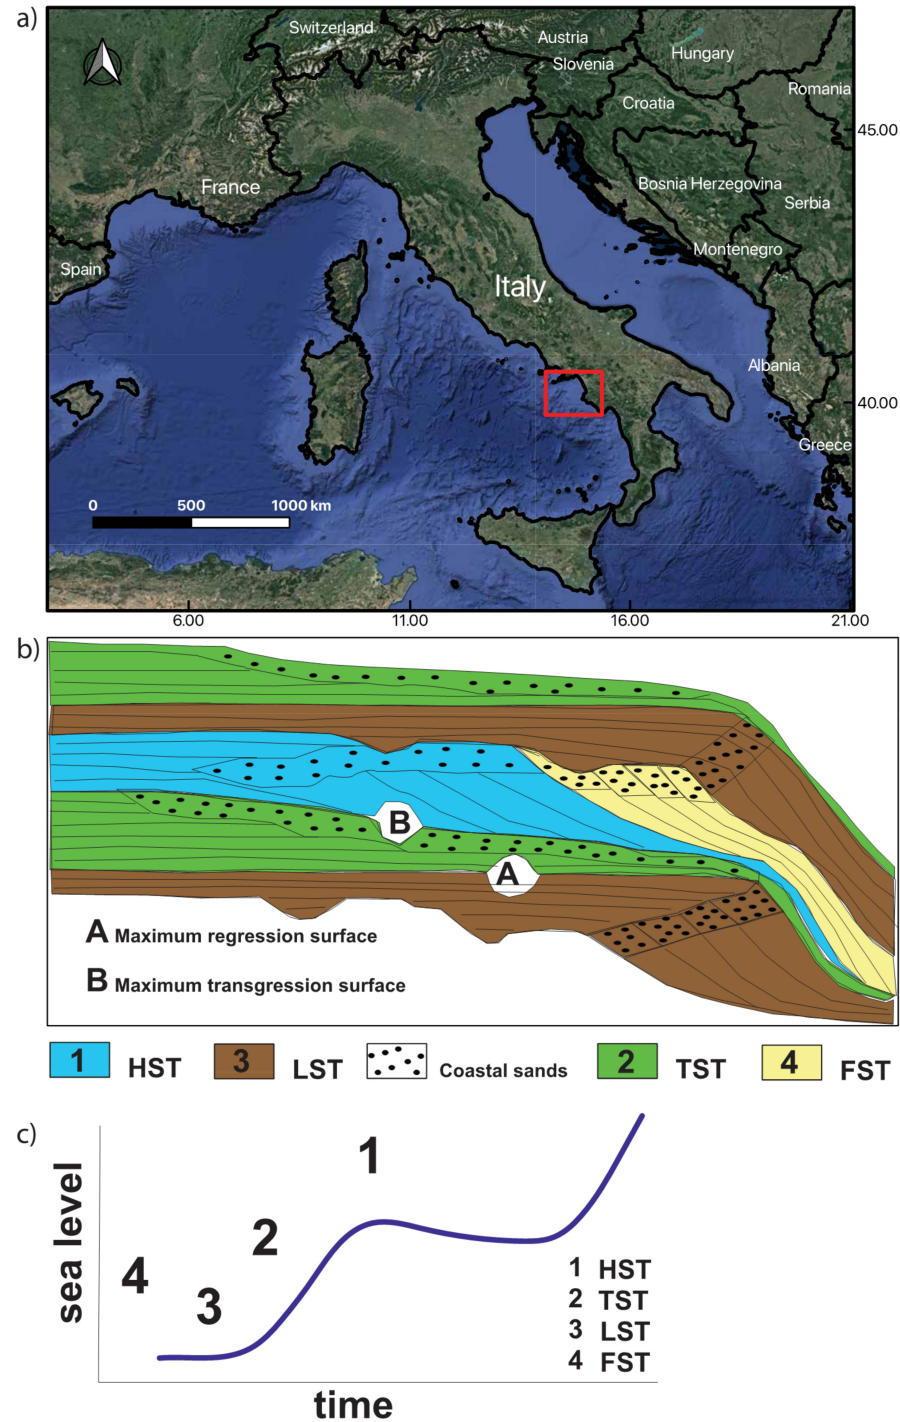 a)
Switzerland
Austria
Slovenia
Hungary
Romania
Croatia
45.00
France
Bosnia Herzegovina
Serbia
Montenegro
Spain
Italy
Albania
40.00
Greece
0 500 1000 km
6.00 11.00 16.00 21.00
b)
B
A
A Maximum regression surface
B Maximum transgression surface
1 HST 3 LST Coastal sands 2 TST 4 FST
c)
sea level
1
2
4
3
1 HST
2 TST
3 LST
4 FST
time